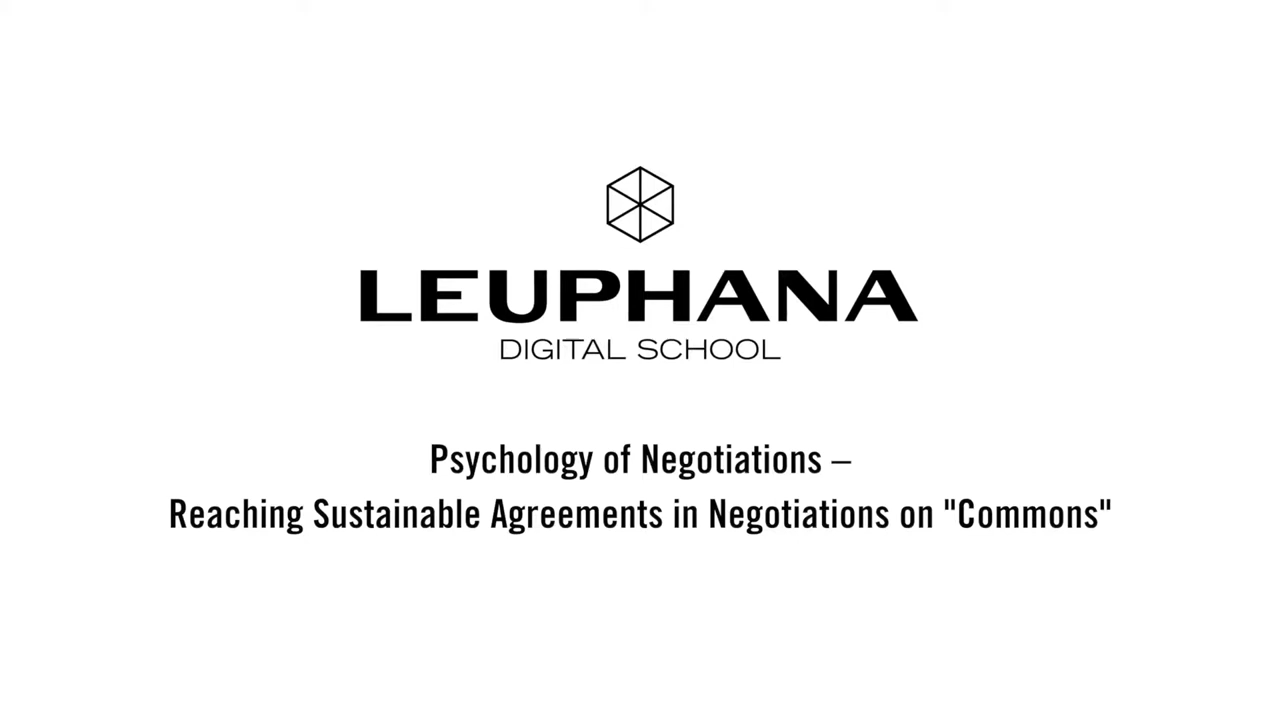 LEUPHANA
DIGITAL SCHOOL
Psychology of Negotiations –
Reaching Sustainable Agreements in Negotiations on "Commons"